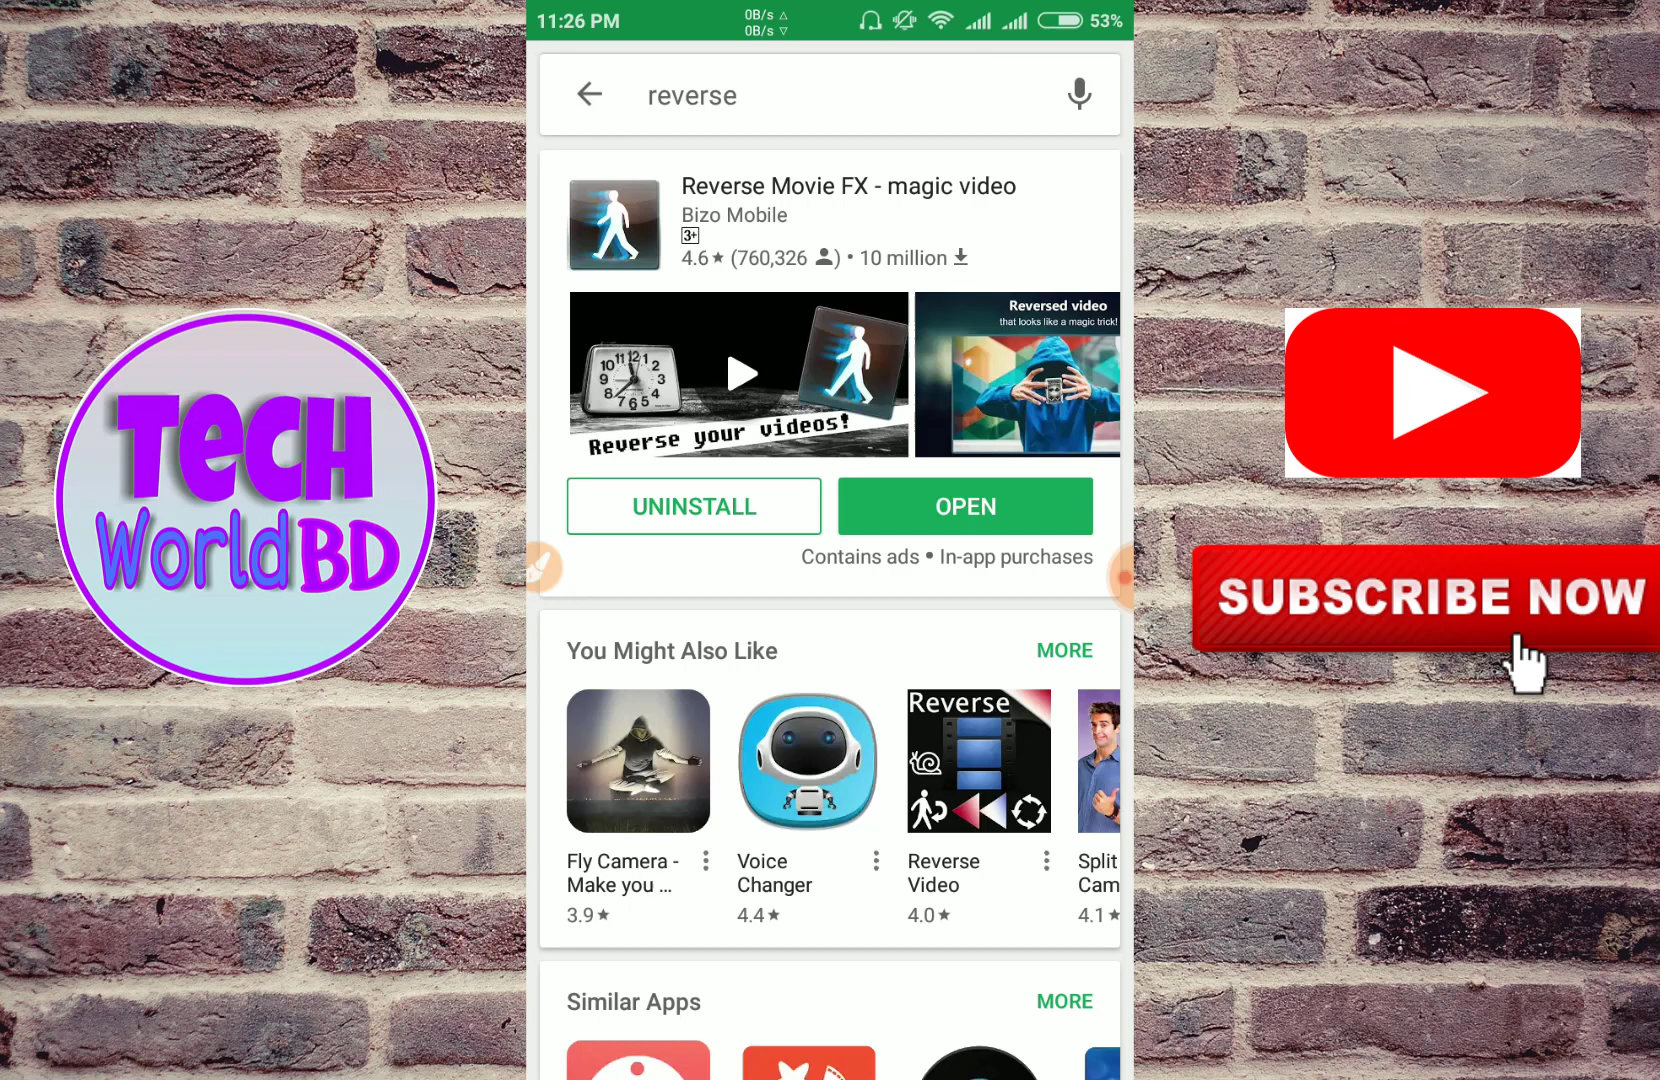 11:26 PM
0B/s △
0B/s ▽
53%
reverse
Reverse Movie FX - magic video
Bizo Mobile
3+
4.6★ (760,326 ) • 10 million
Reverse your videos!
Reversed video
that looks like a magic trick!
UNINSTALL
OPEN
Contains ads • In-app purchases
You Might Also Like
MORE
Reverse
Fly Camera -
Make you ...
3.9★
Voice
Changer
4.4★
Reverse
Video
4.0★
Split
Cam
4.1★
Similar Apps
MORE
TecH
World BD
SUBSCRIBE NOW